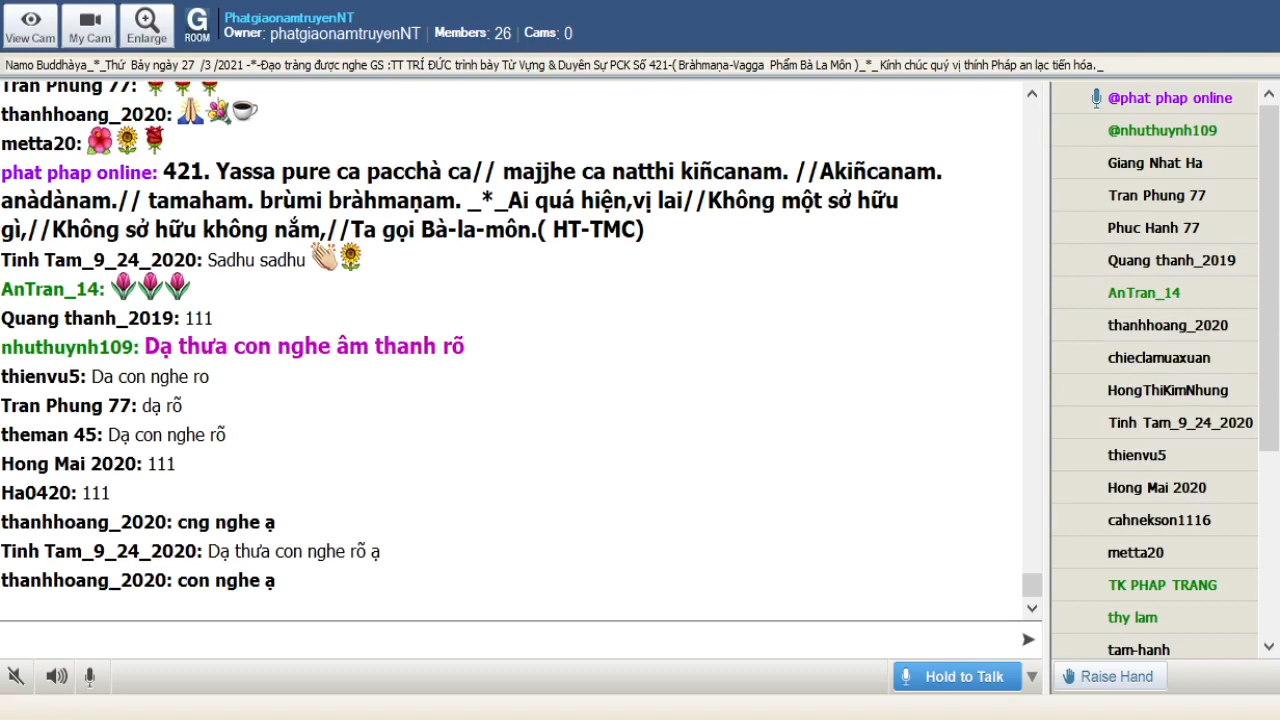 PhatgiaonamtruyenNT
Owner: phatgiaonamtruyenNT | Members: 26 | Cams: 0
View Cam
My Cam
Enlarge
G ROOM
Namo Buddhàya_*_Thứ Bảy ngày 27 /3 /2021 -*-Đạo tràng được nghe GS :TT TRÍ ĐỨC trình bày Từ Vựng & Duyên Sự PCK Số 421-( Bràhmaṇa-Vagga Phẩm Bà La Môn )_*_ Kính chúc quý vị thính Pháp an lạc tiến hóa._
Tran Phung 77:
thanhhoang_2020:
metta20:
phat phap online: 421. Yassa pure ca pacchà ca// majjhe ca natthi kiñcanam. //Akiñcanam.
anàdànam.// tamaham. brùmi bràhmaṇam. _*_Ai quá hiện,vị lai//Không một sở hữu
gì,//Không sở hữu không nắm,//Ta gọi Bà-la-môn.( HT-TMC)
Tinh Tam_9_24_2020: Sadhu sadhu
AnTran_14:
Quang thanh_2019: 111
nhuthuynh109: Dạ thưa con nghe âm thanh rõ
thienvu5: Da con nghe ro
Tran Phung 77: dạ rõ
theman 45: Dạ con nghe rõ
Hong Mai 2020: 111
Ha0420: 111
thanhhoang_2020: cng nghe ạ
Tinh Tam_9_24_2020: Dạ thưa con nghe rõ ạ
thanhhoang_2020: con nghe ạ
@phat phap online
@nhuthuynh109
Giang Nhat Ha
Tran Phung 77
Phuc Hanh 77
Quang thanh_2019
AnTran_14
thanhhoang_2020
chieclamuaxuan
HongThiKimNhung
Tinh Tam_9_24_2020
thienvu5
Hong Mai 2020
cahnekson1116
metta20
TK PHAP TRANG
thy lam
tam-hanh
Hold to Talk
Raise Hand